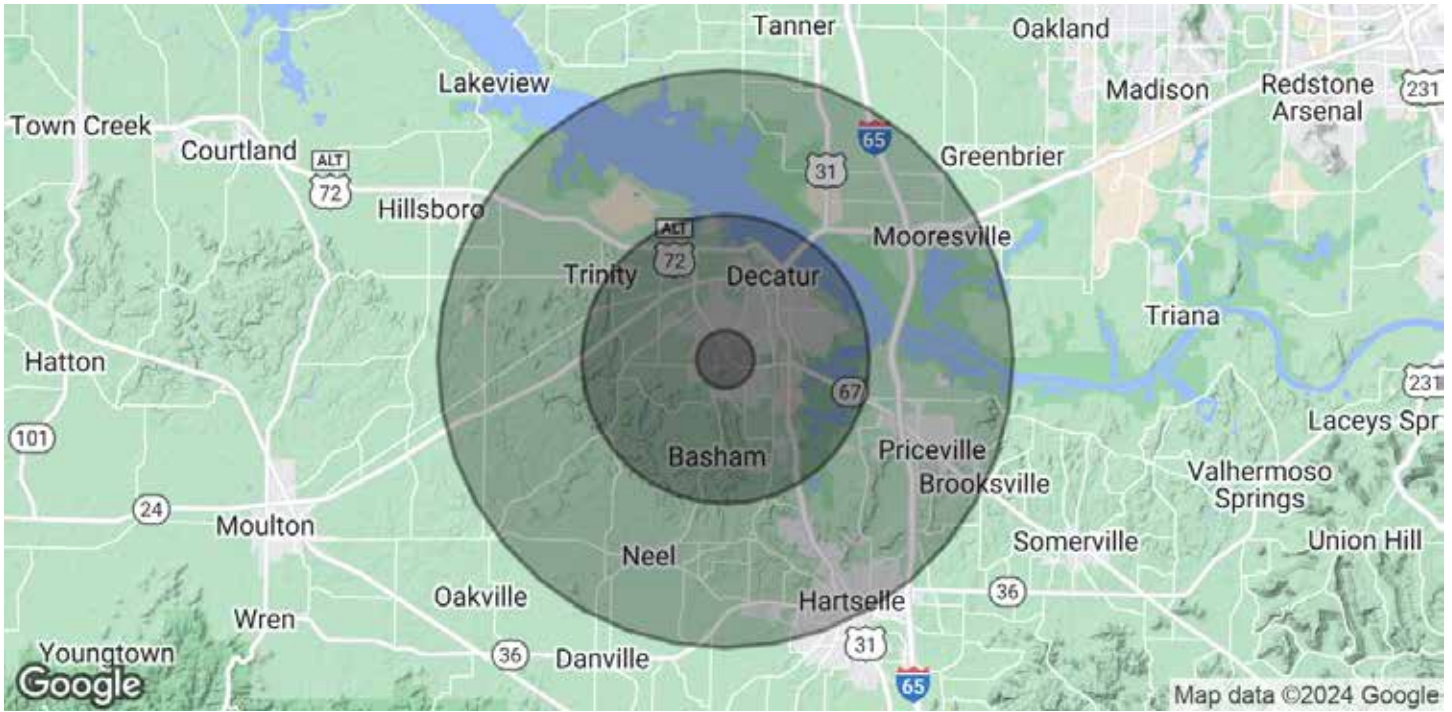 Tanner
Oakland
Lakeview
Madison
Redstone
Arsenal
231
Town Creek
Courtland
ALT
72
65
31
Greenbrier
Hillsboro
ALT
72
Mooresville
Trinity
Decatur
Triana
Hatton
67
231
101
Laceys Spr
Basham
Priceville
Brooksville
Valhermoso
Springs
24
Moulton
Neel
Somerville
Union Hill
Oakville
Hartselle
36
Wren
31
Youngtown
36
Danville
65
Google
Map data ©2024 Google